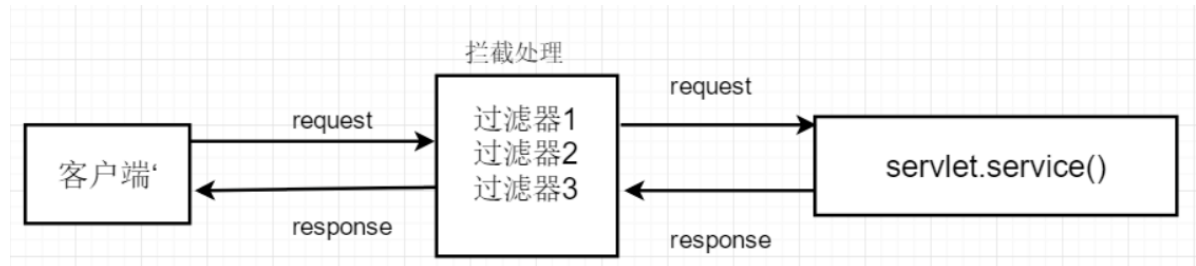 拦截处理
request
request
过滤器1
过滤器2
过滤器3
客户端‘
servlet.service()
response
response